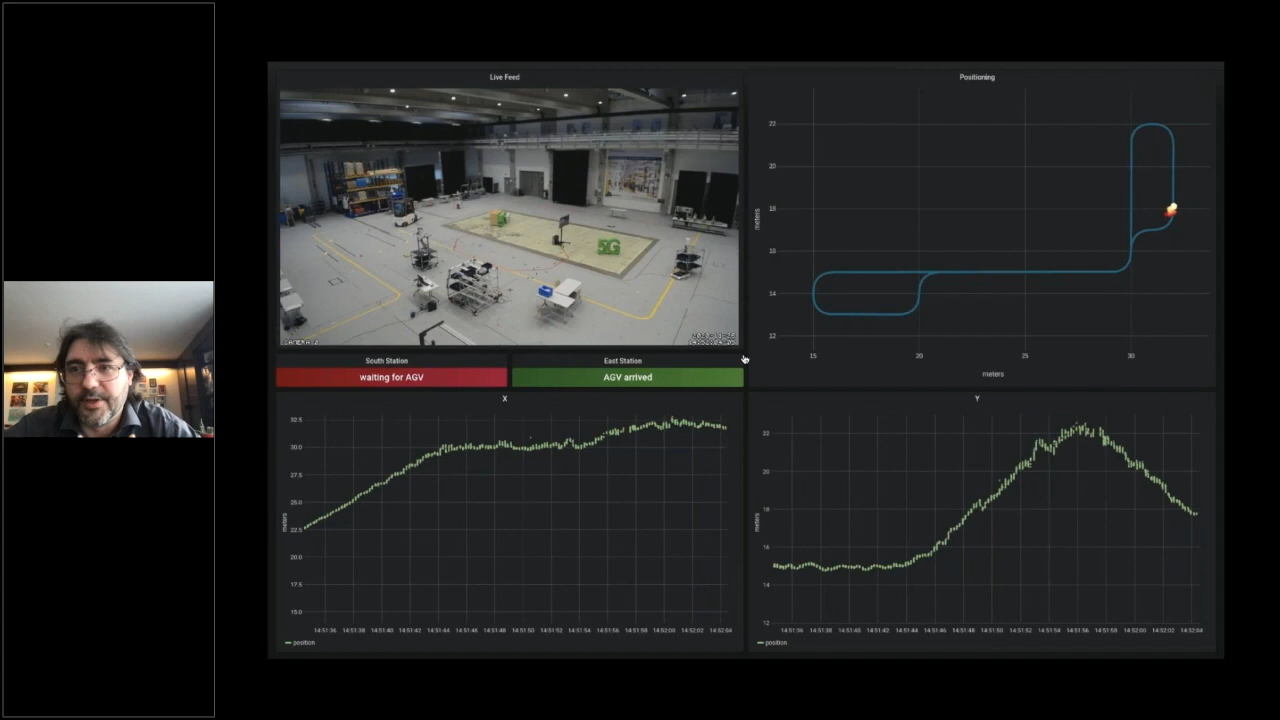 Live Feed
5G
CAMERA 2
South Station
East Station
waiting for AGV
AGV arrived
Positioning
meters
22
20
18
16
14
12
15
20
25
30
meters
X
meters
32.5
30.0
27.5
25.0
22.5
20.0
17.5
15.0
14:51:36 14:51:38 14:51:40 14:51:42 14:51:44 14:51:46 14:51:48 14:51:50 14:51:52 14:51:54 14:51:56 14:51:58 14:52:00 14:52:02 14:52:04
position
Y
meters
22
20
18
16
14
12
14:51:36 14:51:38 14:51:40 14:51:42 14:51:44 14:51:46 14:51:48 14:51:50 14:51:52 14:51:54 14:51:56 14:51:58 14:52:00 14:52:02 14:52:04
position